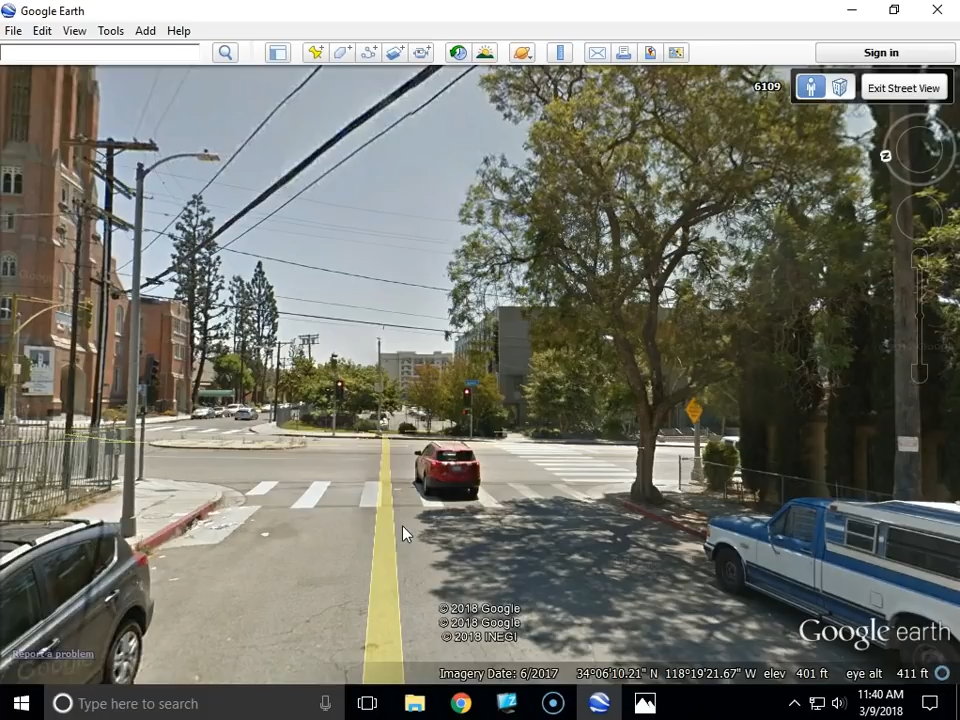 Google Earth
File Edit View Tools Add Help
Sign in
6109
Exit Street View
© 2018 Google
© 2018 Google
© 2018 INEGI
Google earth
Report a problem
Imagery Date: 6/2017 34°06'10.21" N 118°19'21.67" W elev 401 ft eye alt 411 ft
Type here to search
11:40 AM
3/9/2018